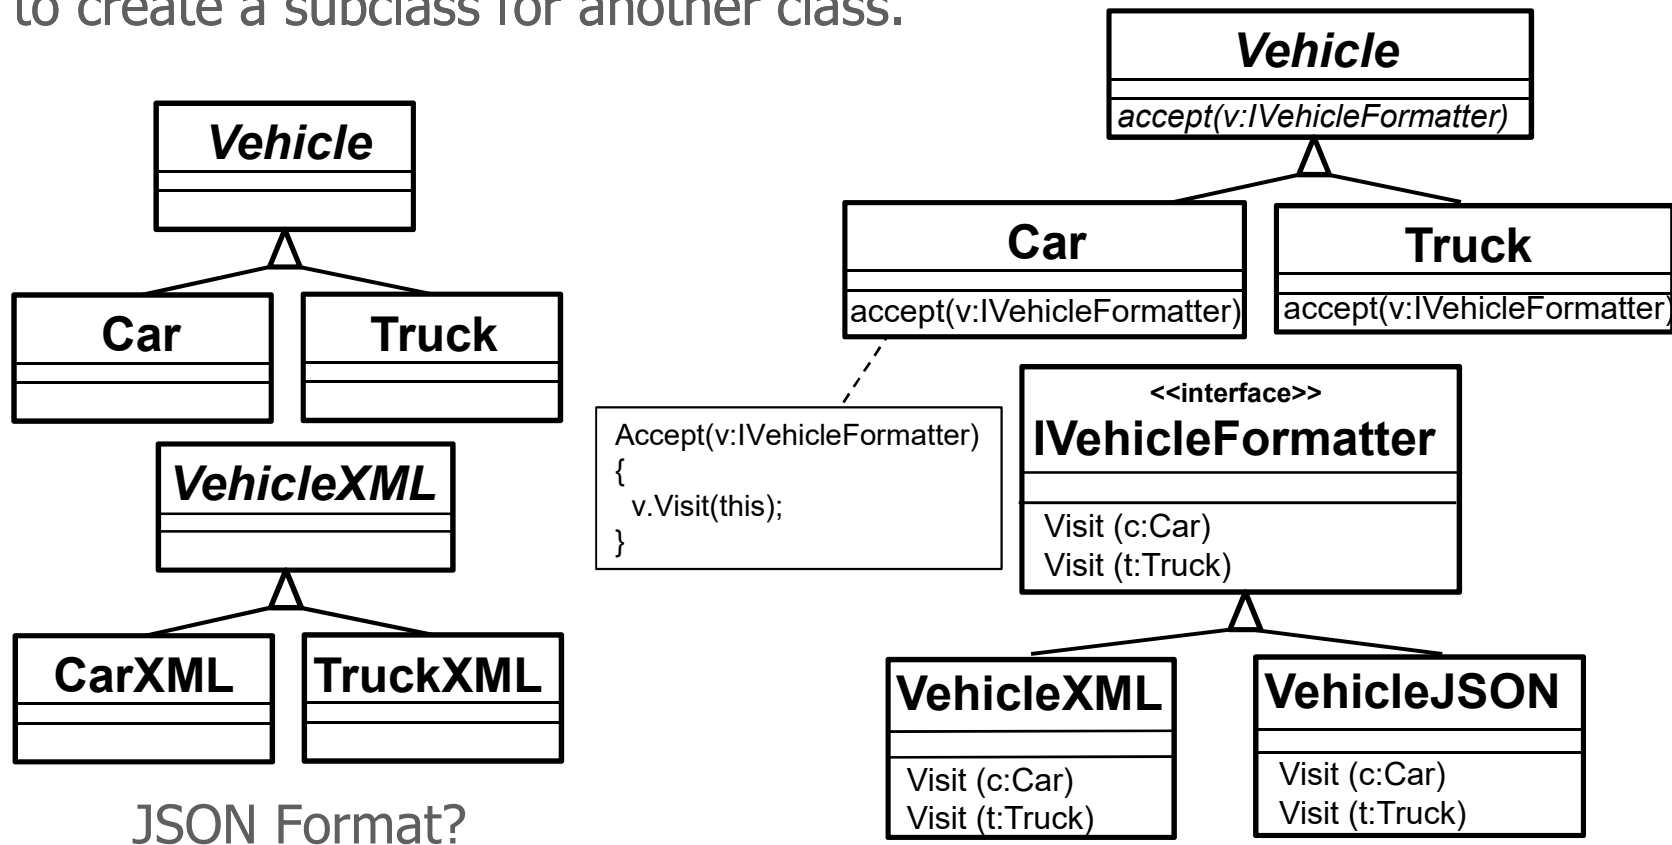 to create a subclass for another class.
Vehicle
Car
Truck
VehicleXML
CarXML
TruckXML
JSON Format?
Vehicle
accept(v:IVehicleFormatter)
Car
accept(v:IVehicleFormatter)
Truck
accept(v:IVehicleFormatter)
Accept(v:IVehicleFormatter)
{
v.Visit(this);
}
<<interface>>
IVehicleFormatter
Visit (c:Car)
Visit (t:Truck)
VehicleXML
Visit (c:Car)
Visit (t:Truck)
VehicleJSON
Visit (c:Car)
Visit (t:Truck)